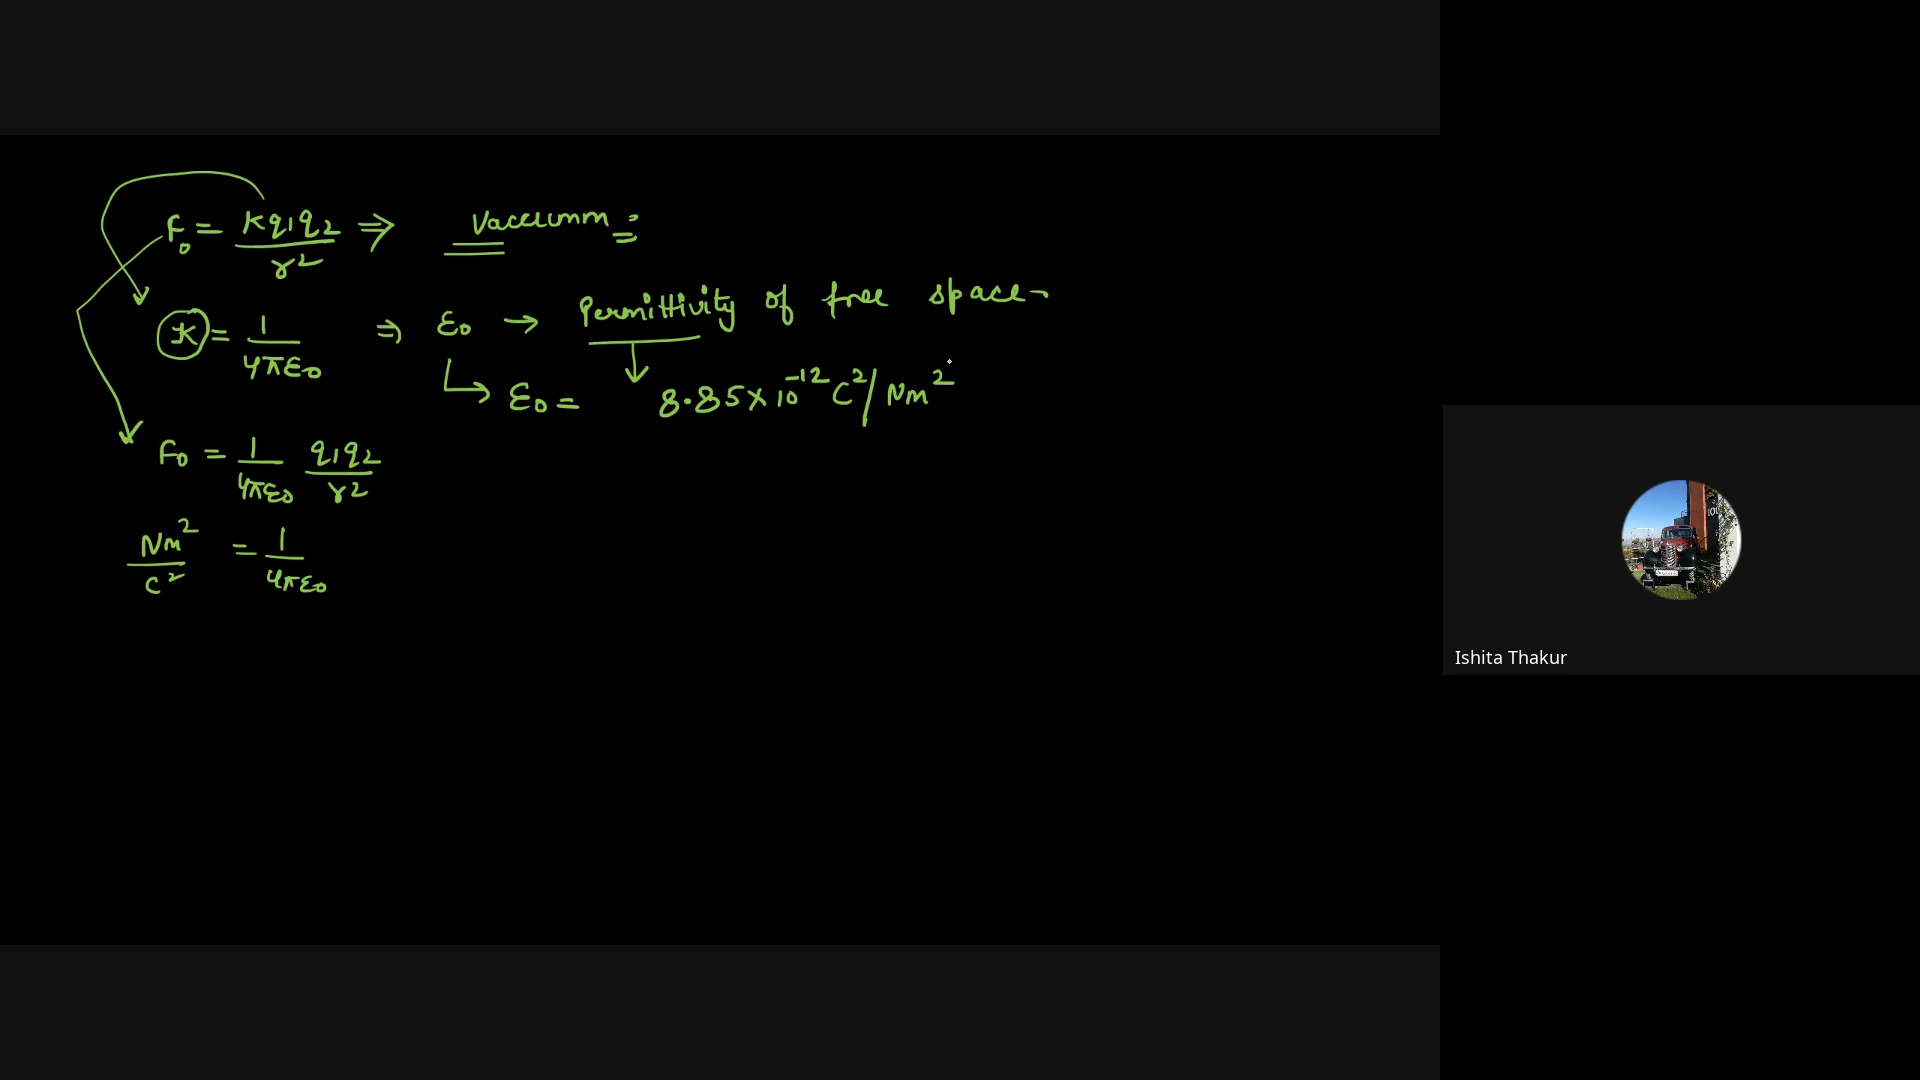 F₀ = Kq₁q₂/r² ⇒ Vaccumm =
K = 1/4πε₀ ⇒ ε₀ → Permittivity of free space
↳ ε₀ = 8.85×10⁻¹² C²/Nm²
F₀ = 1/4πε₀ q₁q₂/r²
Nm²/C² = 1/4πε₀
Ishita Thakur